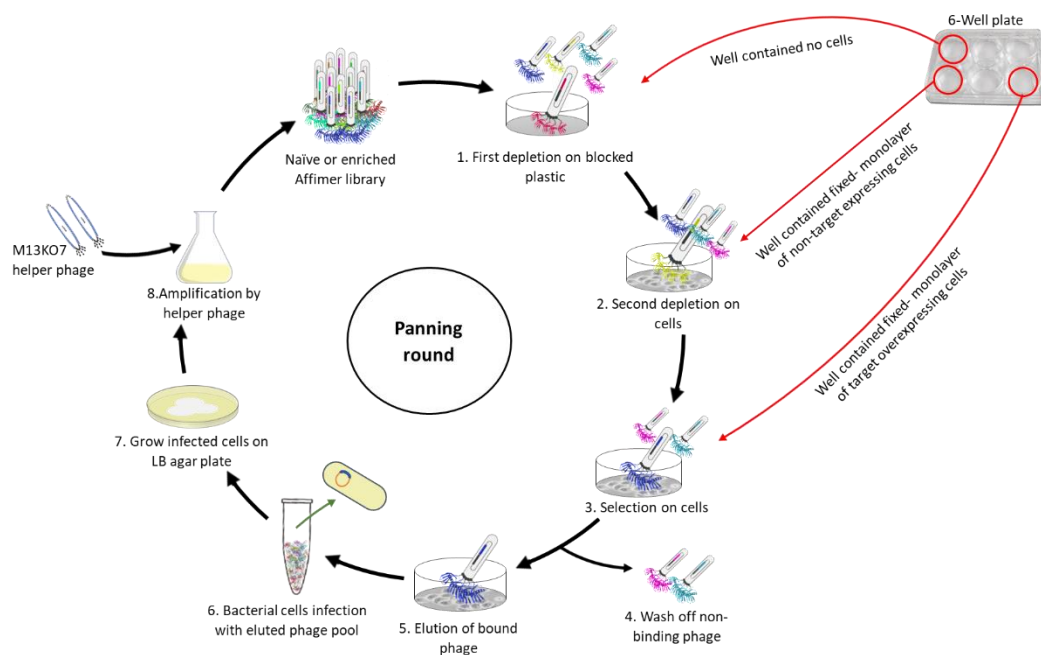 6-Well plate
Well contained no cells
Naïve or enriched
Affimer library
1. First depletion on blocked
plastic
Well contained fixed- monolayer
of non-target expressing cells
M13KO7
helper phage
8.Amplification by
helper phage
2. Second depletion on
cells
Panning
round
Well contained fixed- monolayer
of target overexpressing cells
7. Grow infected cells on
LB agar plate
3. Selection on cells
6. Bacterial cells infection
with eluted phage pool
5. Elution of bound
phage
4. Wash off non-
binding phage